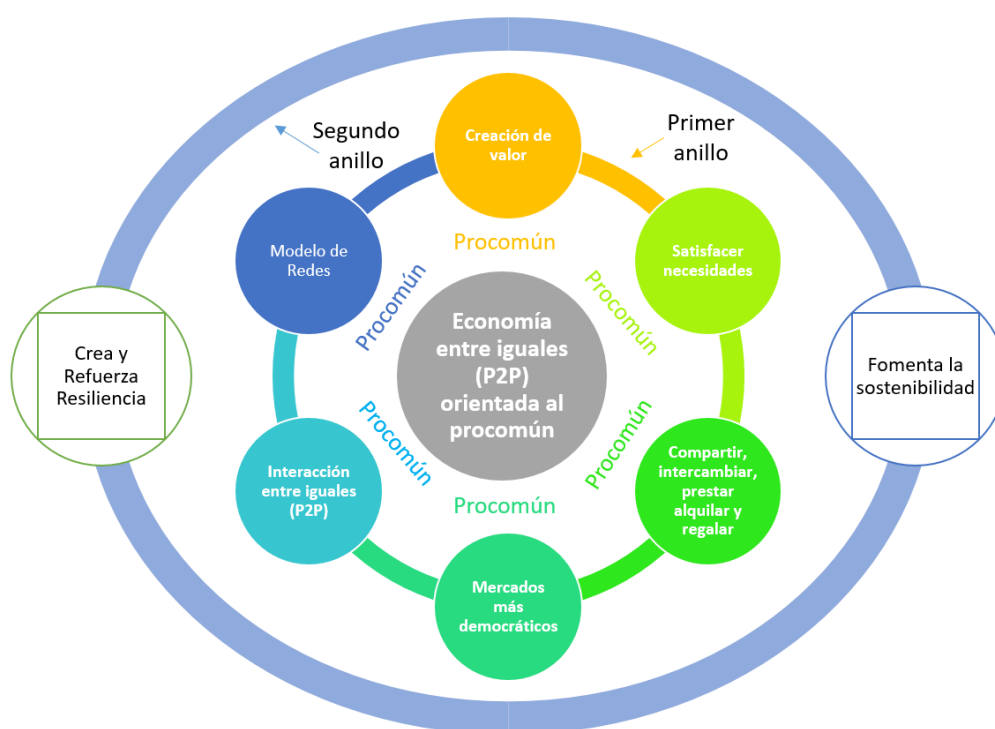 Segundo
anillo
Creación de
valor
Primer
anillo
Modelo de
Redes
Procomún
Satisfacer
necesidades
Procomún
Procomún
Crea y
Refuerza
Resiliencia
Economía
entre iguales
(P2P)
orientada al
procomún
Fomenta la
sostenibilidad
Procomún
Procomún
Interacción
entre iguales
(P2P)
Procomún
Compartir,
intercambiar,
prestar
alquilar y
regalar
Mercados
más
democráticos